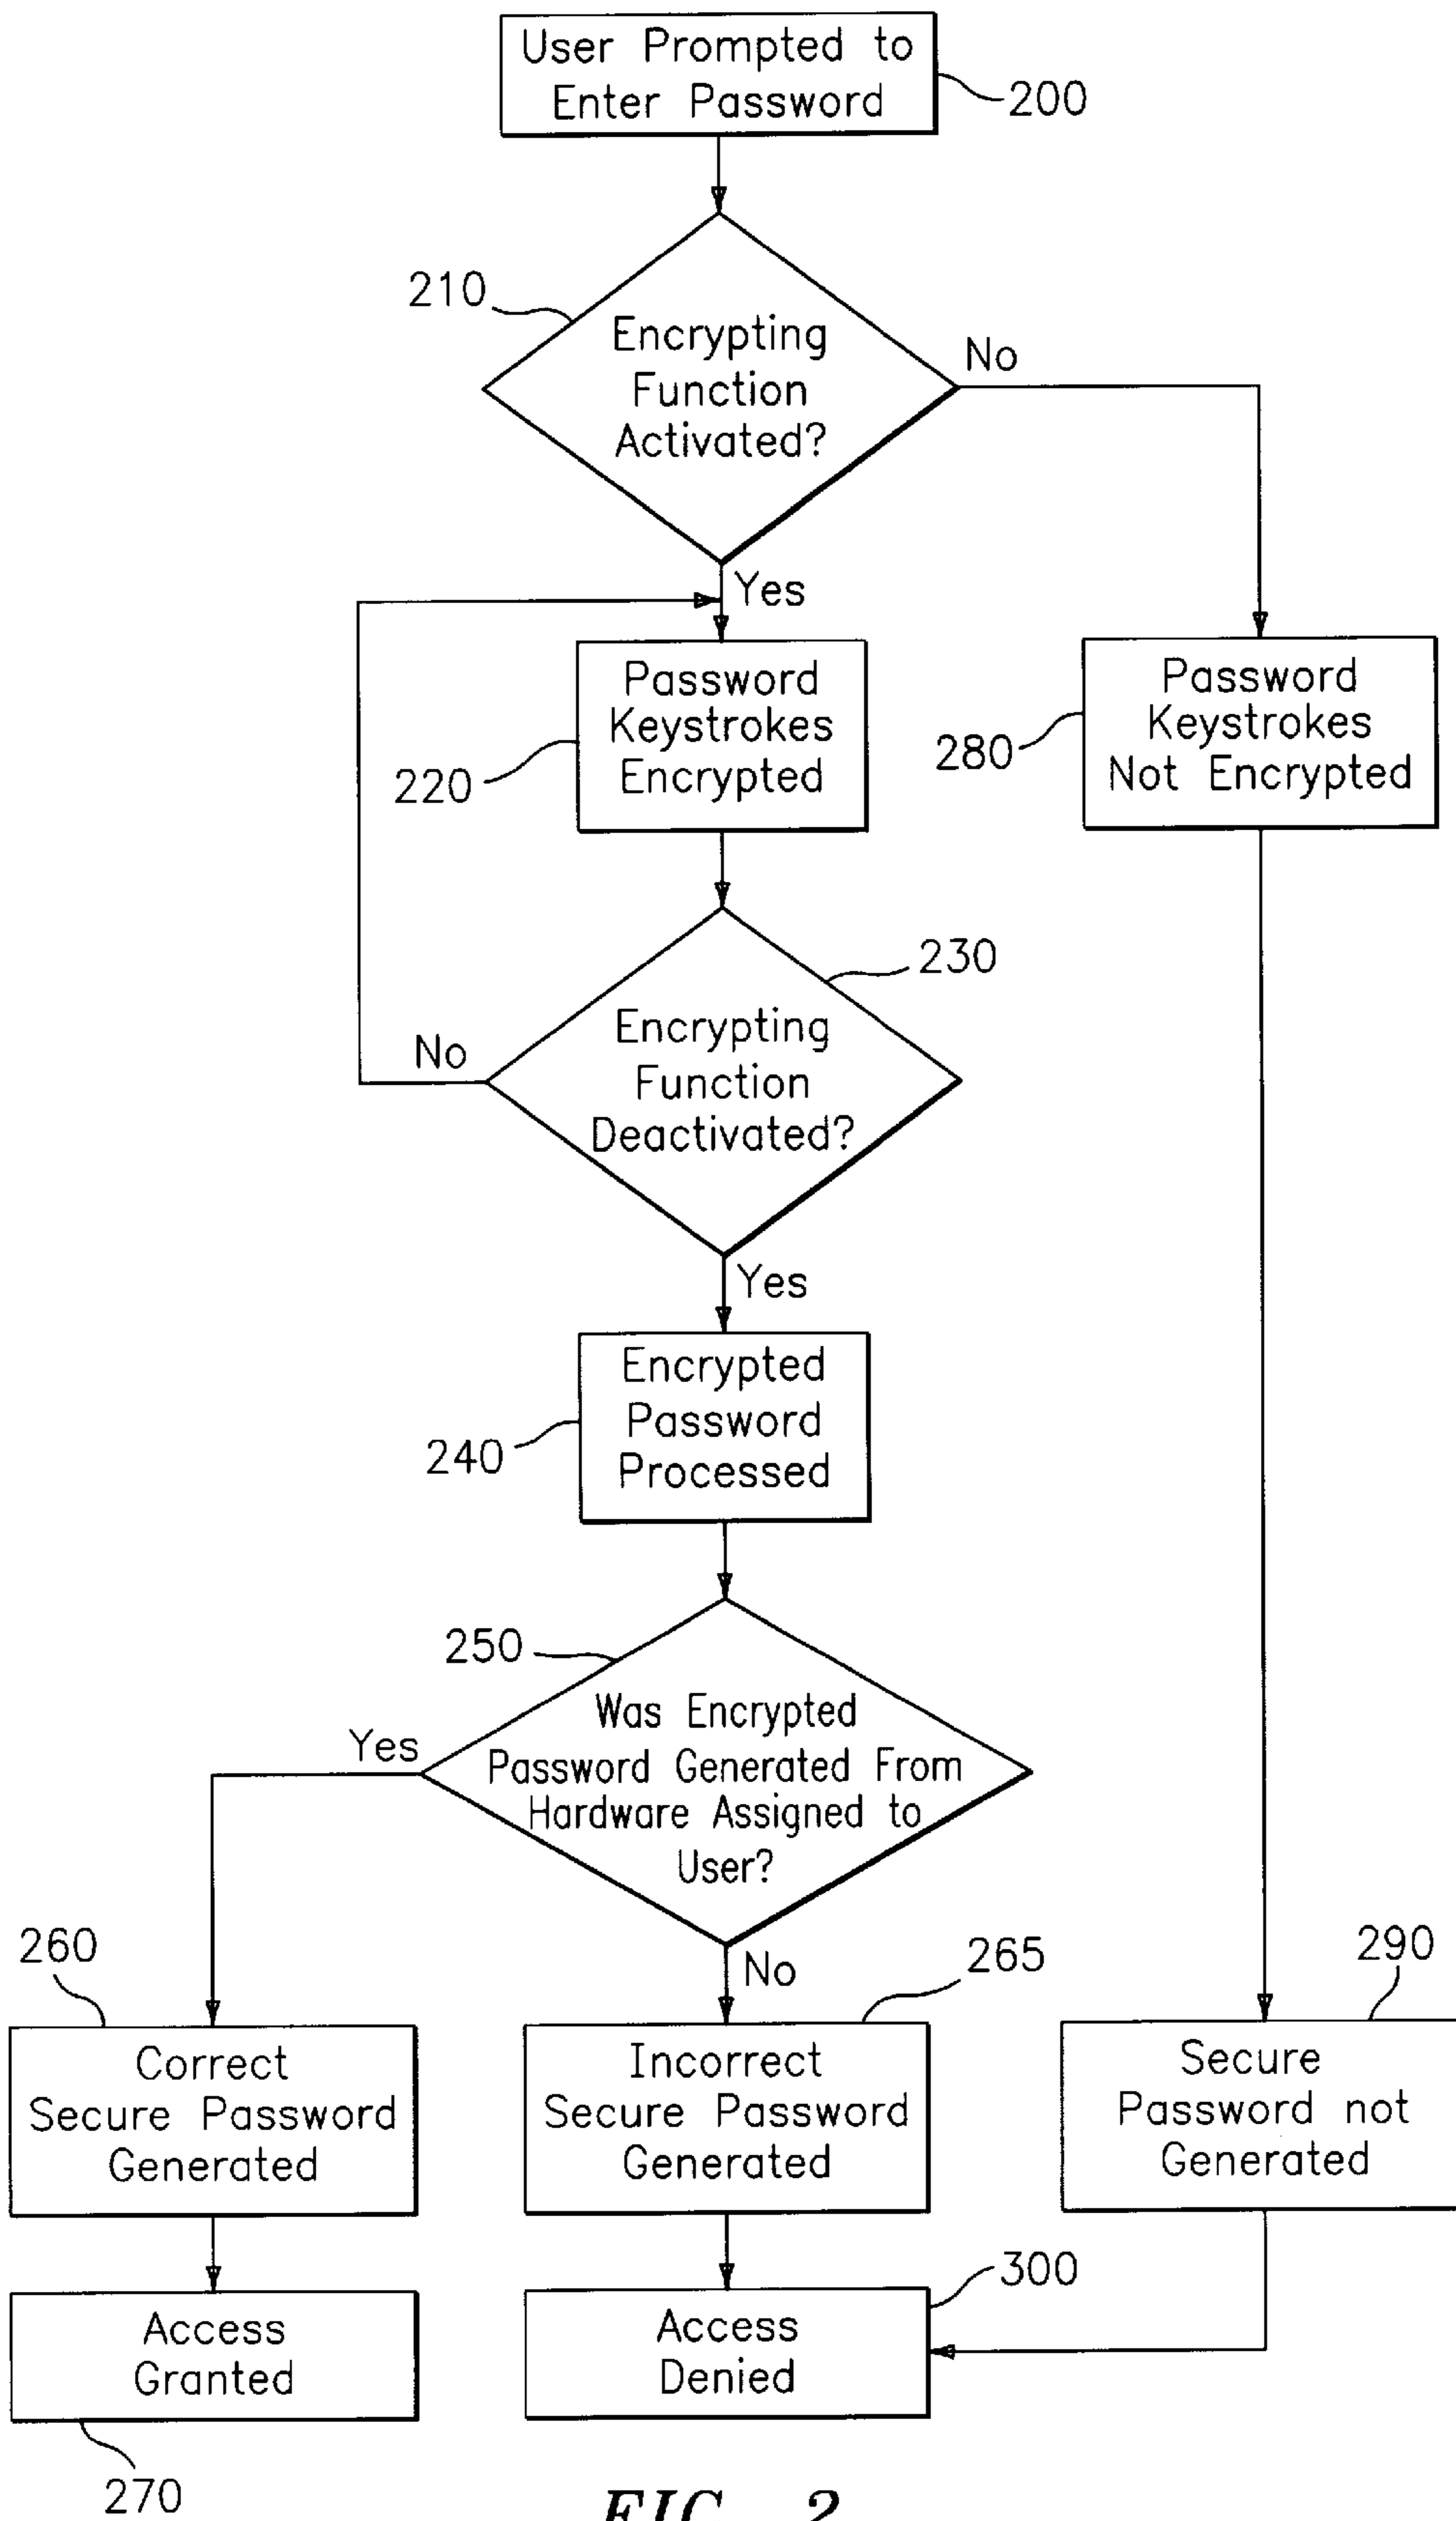 User Prompted to
Enter Password
200
210
Encrypting
Function
Activated?
No
Yes
Password
Keystrokes
Encrypted
220
Password
Keystrokes
Not Encrypted
280
230
Encrypting
Function
Deactivated?
No
Yes
Encrypted
Password
Processed
240
250
Was Encrypted
Password Generated From
Hardware Assigned to
User?
Yes
No
260
Correct
Secure Password
Generated
265
Incorrect
Secure Password
Generated
290
Secure
Password not
Generated
Access
Granted
270
Access
Denied
300
FIG. 2